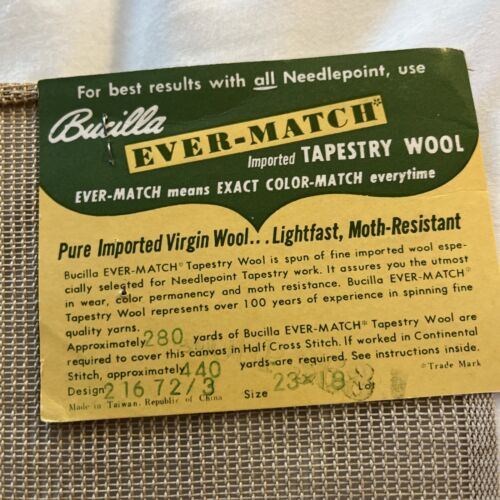 For best results with all Needlepoint, use
Bucilla
EVER-MATCH*
Imported TAPESTRY WOOL
EVER-MATCH means EXACT COLOR-MATCH everytime
Pure Imported Virgin Wool... Lightfast, Moth-Resistant
Bucilla EVER-MATCH* Tapestry Wool is spun of fine imported wool espe-
cially selected for Needlepoint Tapestry work. It assures you the utmost
in wear, color permanency and moth resistance. Bucilla EVER-MATCH*
Tapestry Wool represents over 100 years of experience in spinning fine
quality yarns.
Approximately 280 yards of Bucilla EVER-MATCH* Tapestry Wool are
required to cover this canvas in Half Cross Stitch. If worked in Continental
Stitch, approximately 440 yards are required. See instructions inside.
Design 21672/3 Size 23×18 Lot
*Trade Mark
Made in Taiwan, Republic of China